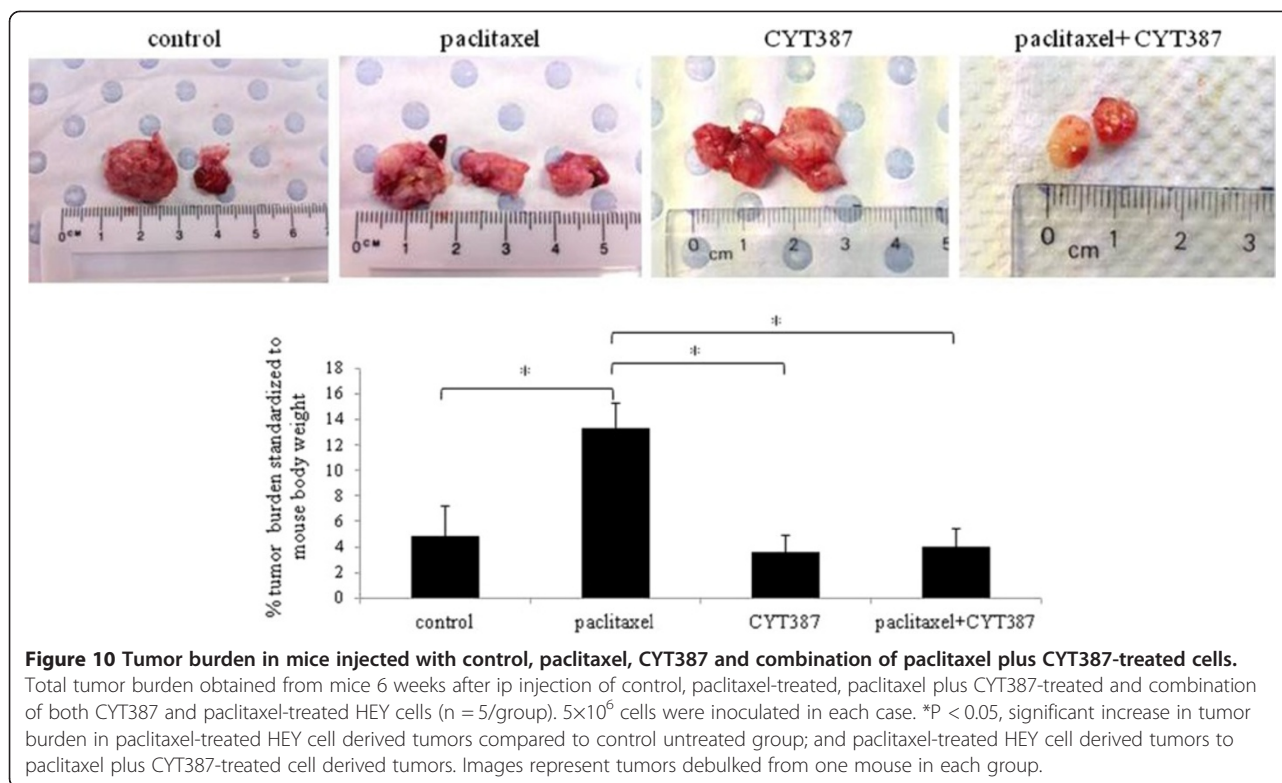 control paclitaxel CYT387 paclitaxel+CYT387
0 CM 1 2 3 4 5 6 7
0 CM 1 2 3 4 5
0 cm 1 2 3 4 5
0 cm 1 2 3
% tumor burden standardized to
mouse body weight
18
16
14
12
10
8
6
4
2
0
*
*
*
control paclitaxel CYT387 paclitaxel+CYT387
Figure 10 Tumor burden in mice injected with control, paclitaxel, CYT387 and combination of paclitaxel plus CYT387-treated cells.
Total tumor burden obtained from mice 6 weeks after ip injection of control, paclitaxel-treated, paclitaxel plus CYT387-treated and combination
of both CYT387 and paclitaxel-treated HEY cells (n = 5/group). 5×10⁶ cells were inoculated in each case. *P < 0.05, significant increase in tumor
burden in paclitaxel-treated HEY cell derived tumors compared to control untreated group; and paclitaxel-treated HEY cell derived tumors to
paclitaxel plus CYT387-treated cell derived tumors. Images represent tumors debulked from one mouse in each group.